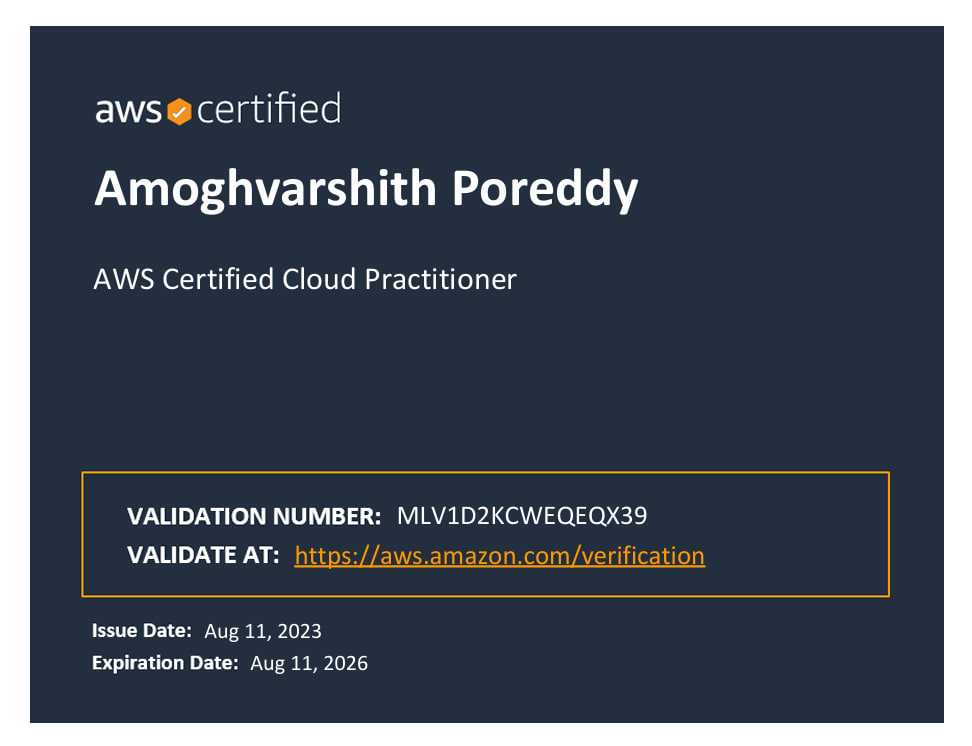 aws certified
Amoghvarshith Poreddy
AWS Certified Cloud Practitioner
VALIDATION NUMBER: MLV1D2KCWEQEQX39
VALIDATE AT: https://aws.amazon.com/verification
Issue Date: Aug 11, 2023
Expiration Date: Aug 11, 2026